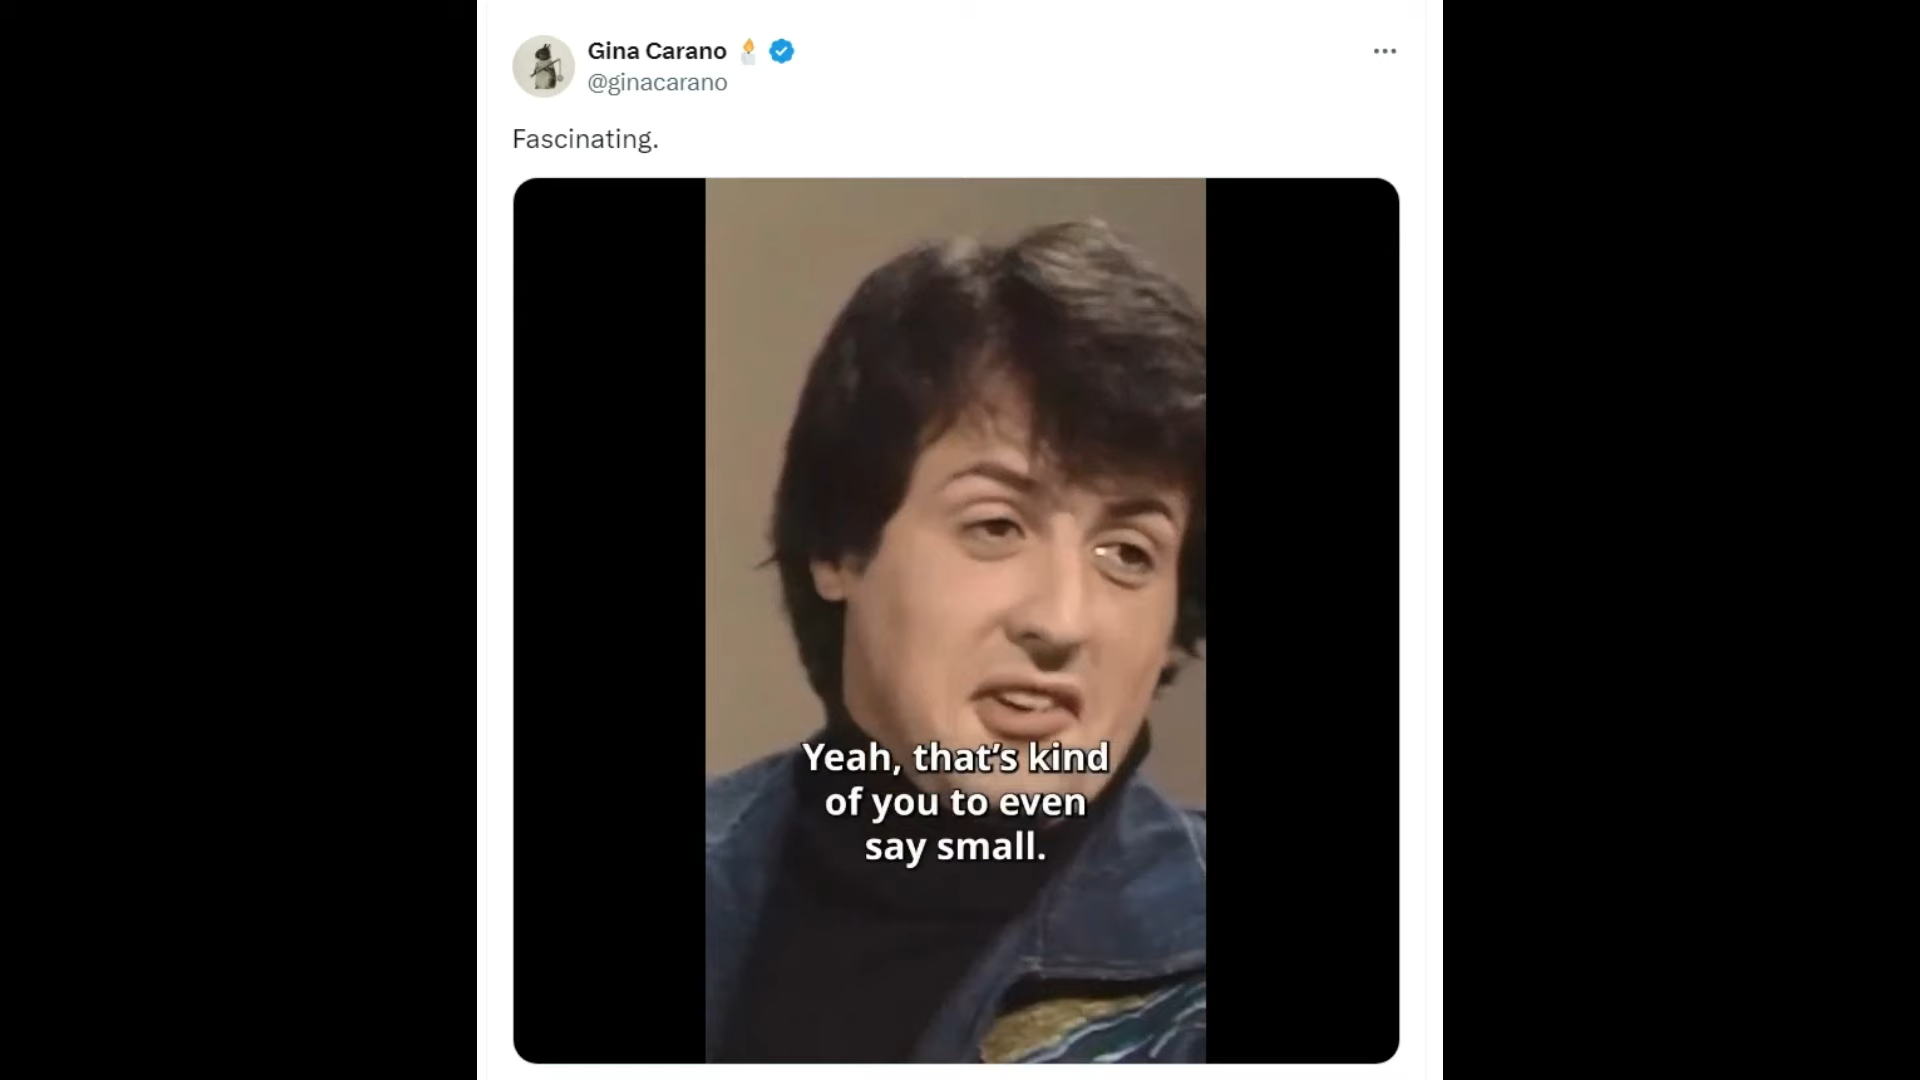 Gina Carano
@ginacarano
Fascinating.
Yeah, that's kind
of you to even
say small.